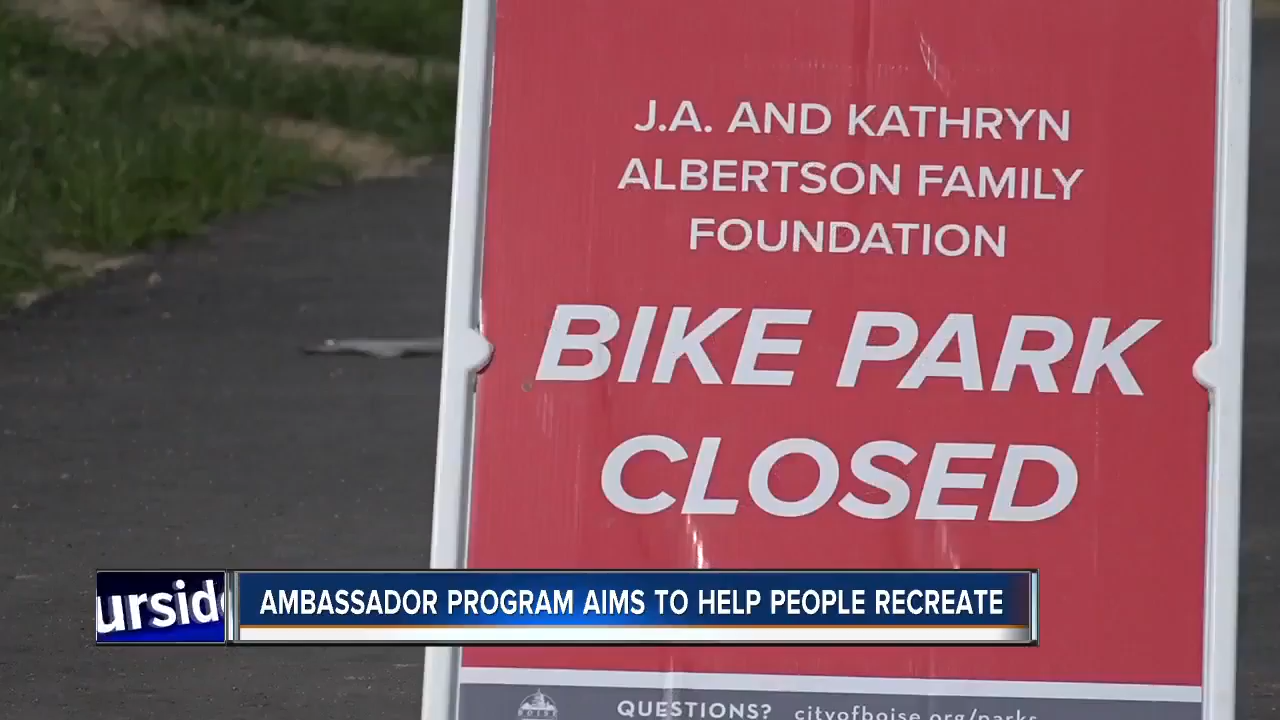 J.A. AND KATHRYN
ALBERTSON FAMILY
FOUNDATION
BIKE PARK
CLOSED
ursid
AMBASSADOR PROGRAM AIMS TO HELP PEOPLE RECREATE
BOISE
QUESTIONS? cityofboise.org/parks